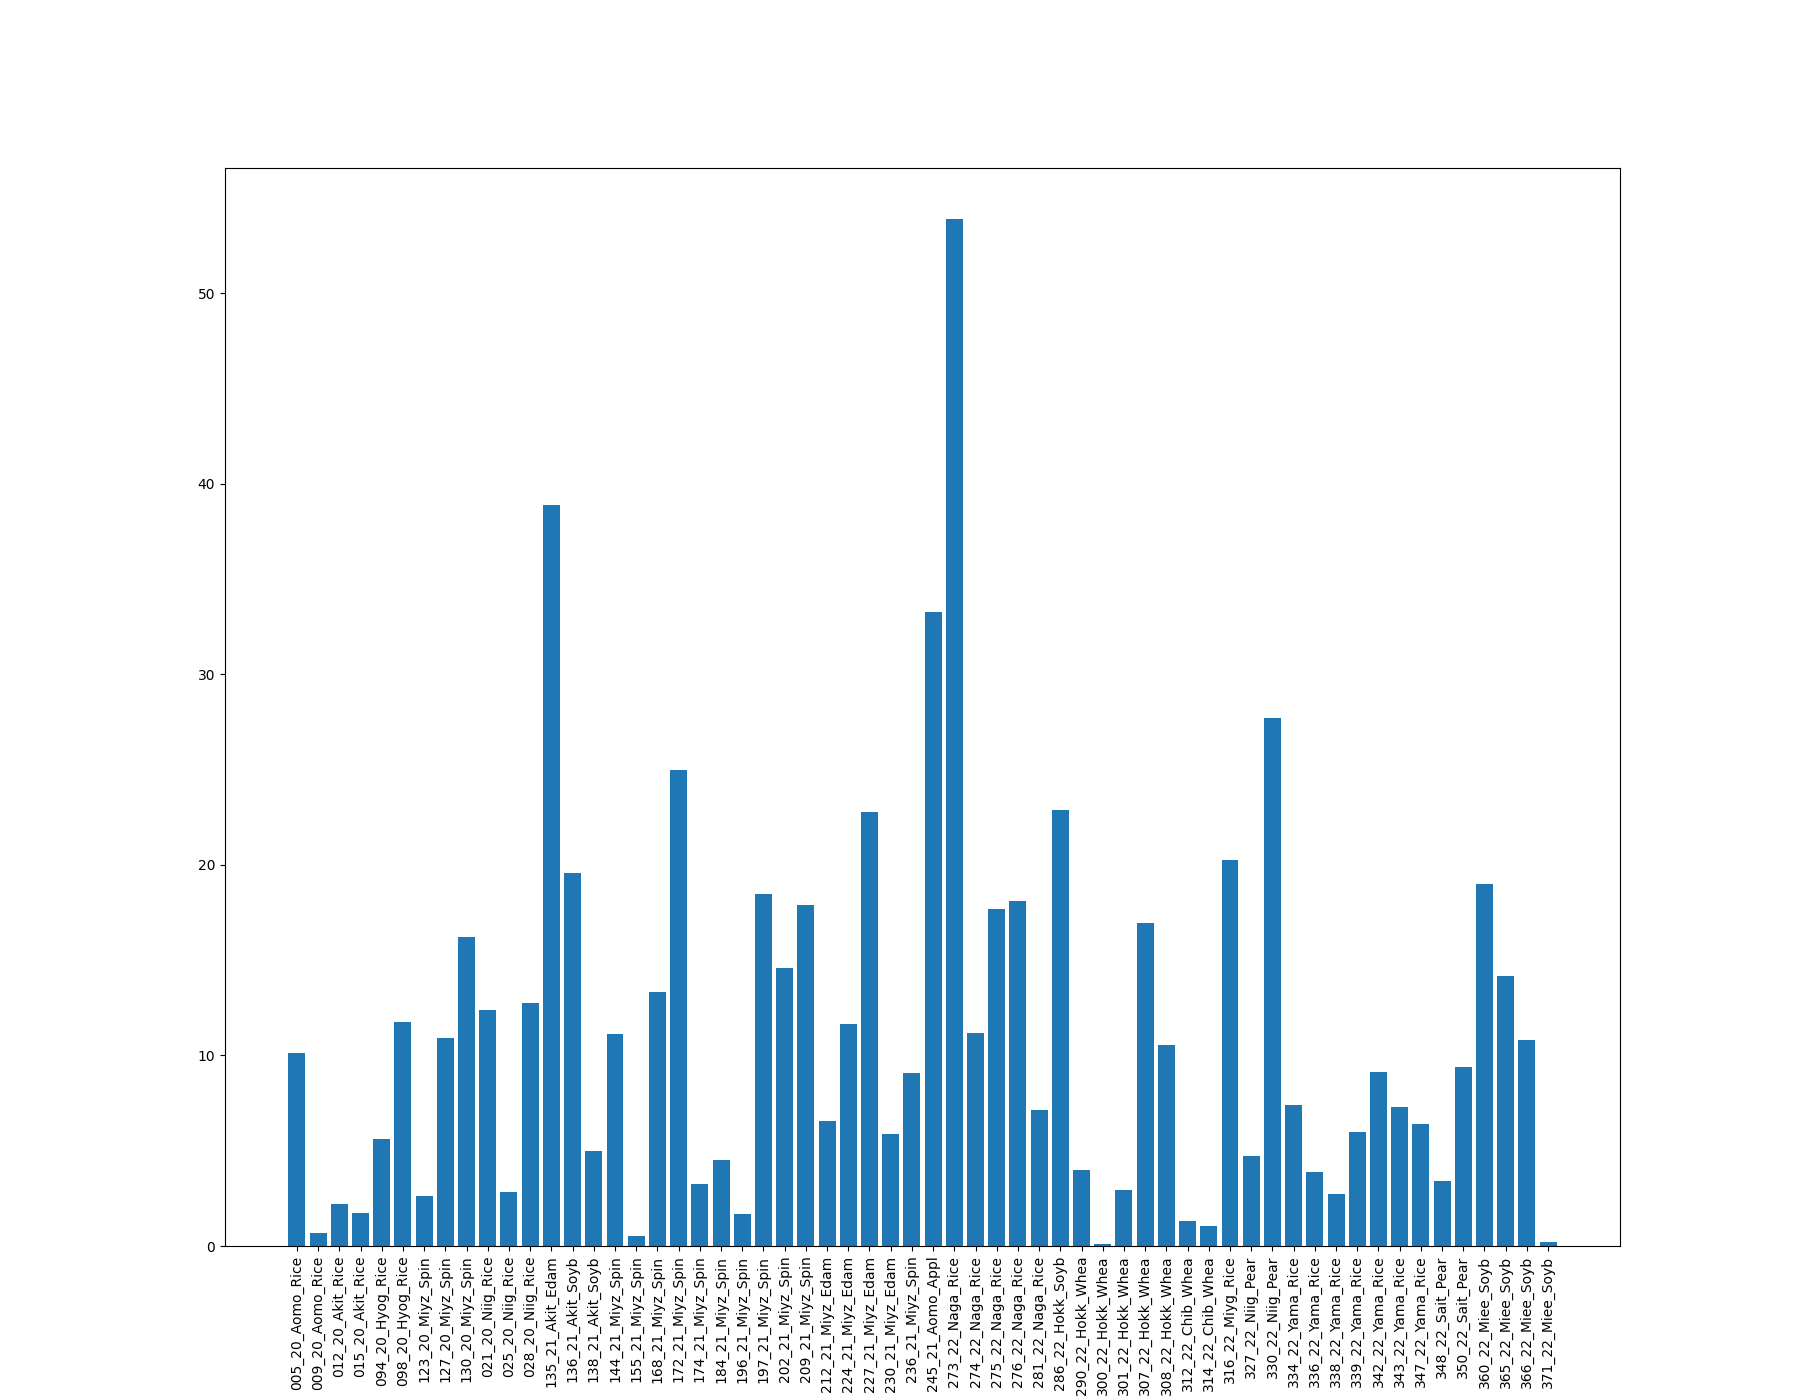 50
40
30
20
10
0
005_20_Aomo_Rice
009_20_Aomo_Rice
012_20_Akit_Rice
015_20_Akit_Rice
094_20_Hyog_Rice
098_20_Hyog_Rice
123_20_Miyz_Spin
127_20_Miyz_Spin
130_20_Miyz_Spin
021_20_Niig_Rice
025_20_Niig_Rice
028_20_Niig_Rice
135_21_Akit_Edam
136_21_Akit_Soyb
138_21_Akit_Soyb
144_21_Miyz_Spin
155_21_Miyz_Spin
168_21_Miyz_Spin
172_21_Miyz_Spin
174_21_Miyz_Spin
184_21_Miyz_Spin
196_21_Miyz_Spin
197_21_Miyz_Spin
202_21_Miyz_Spin
209_21_Miyz_Spin
212_21_Miyz_Edam
224_21_Miyz_Edam
227_21_Miyz_Edam
230_21_Miyz_Edam
236_21_Miyz_Spin
245_21_Aomo_Appl
273_22_Naga_Rice
274_22_Naga_Rice
275_22_Naga_Rice
276_22_Naga_Rice
281_22_Naga_Rice
286_22_Hokk_Soyb
290_22_Hokk_Whea
300_22_Hokk_Whea
301_22_Hokk_Whea
307_22_Hokk_Whea
308_22_Hokk_Whea
312_22_Chib_Whea
314_22_Chib_Whea
316_22_Miyg_Rice
327_22_Niig_Pear
330_22_Niig_Pear
334_22_Yama_Rice
336_22_Yama_Rice
338_22_Yama_Rice
339_22_Yama_Rice
342_22_Yama_Rice
343_22_Yama_Rice
347_22_Yama_Rice
348_22_Sait_Pear
350_22_Sait_Pear
360_22_Miee_Soyb
365_22_Miee_Soyb
366_22_Miee_Soyb
371_22_Miee_Soyb